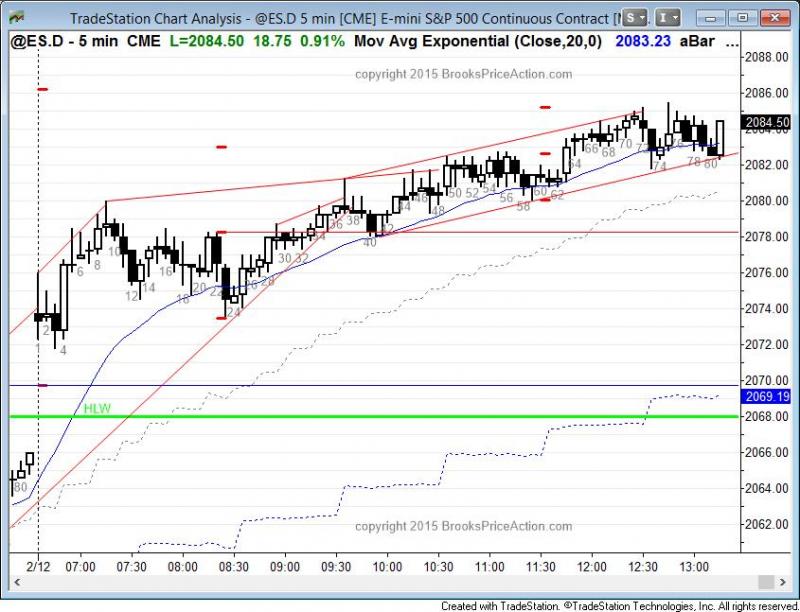 TradeStation Chart Analysis - @ES.D 5 min [CME] E-mini S&P 500 Continuous Contract [
S I
@ES.D - 5 min CME L=2084.50 18.75 0.91% Mov Avg Exponential (Close,20,0) 2083.23 aBar ...
copyright 2015 BrooksPriceAction.com
2088.00
2086.00
2084.50
2084.00
2082.00
2080.00
2078.00
2076.00
2074.00
2072.00
2070.00
2069.19
2068.00
2066.00
2064.00
2062.00
80 2 4 6 8 10 12 14 16 18 20 22 24 26 28 30 32 34 36 38 40 42 44 46 48 50 52 54 56 58 60 62 64 66 68 70 72 74 76 78 80
HLW
copyright 2015 BrooksPriceAction.com
2/12 07:00 07:30 08:00 08:30 09:00 09:30 10:00 10:30 11:00 11:30 12:00 12:30 13:00
Created with TradeStation. ©TradeStation Technologies, Inc. All rights reserved.